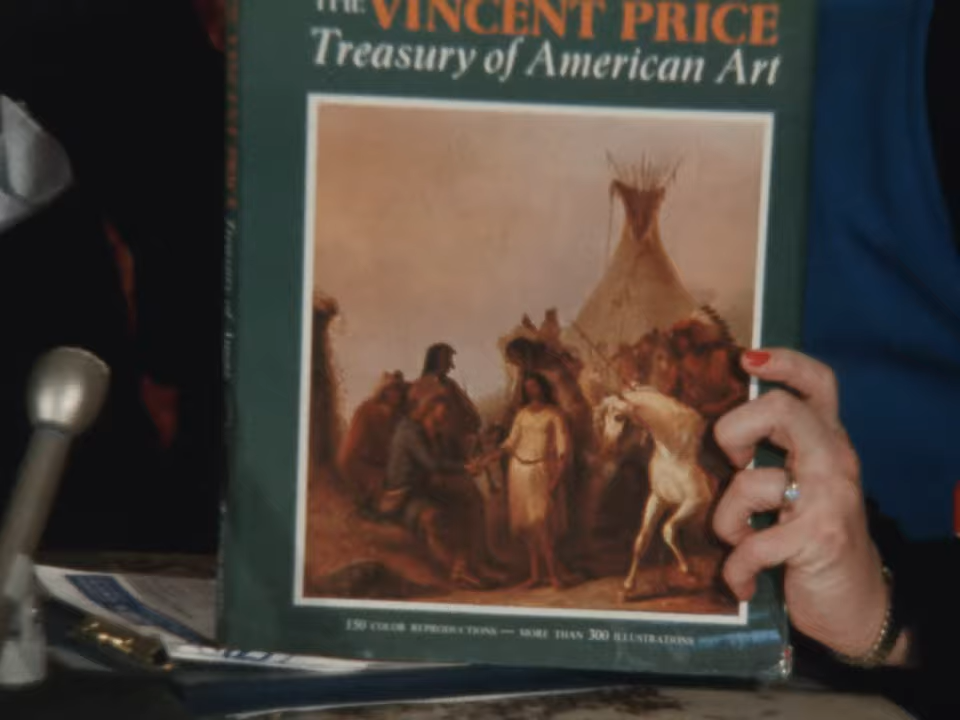 THE VINCENT PRICE
Treasury of American Art
150 COLOR REPRODUCTIONS — MORE THAN 300 ILLUSTRATIONS